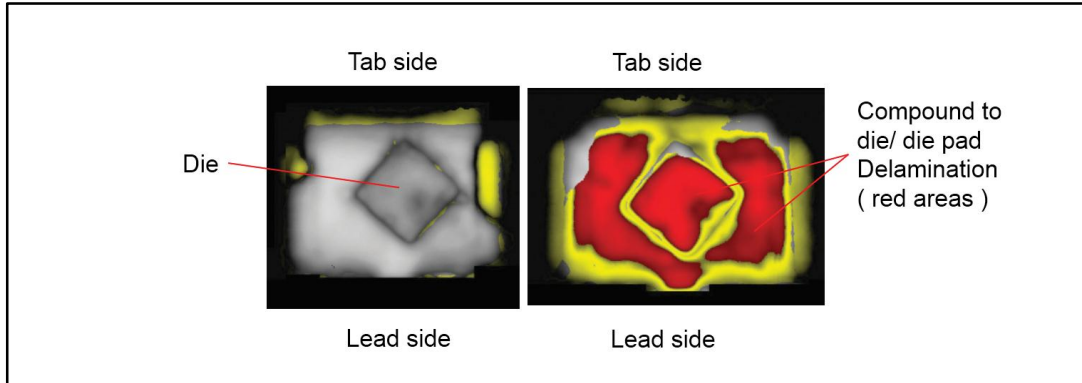 Tab side
Tab side
Die
Compound to
die/ die pad
Delamination
( red areas )
Lead side
Lead side